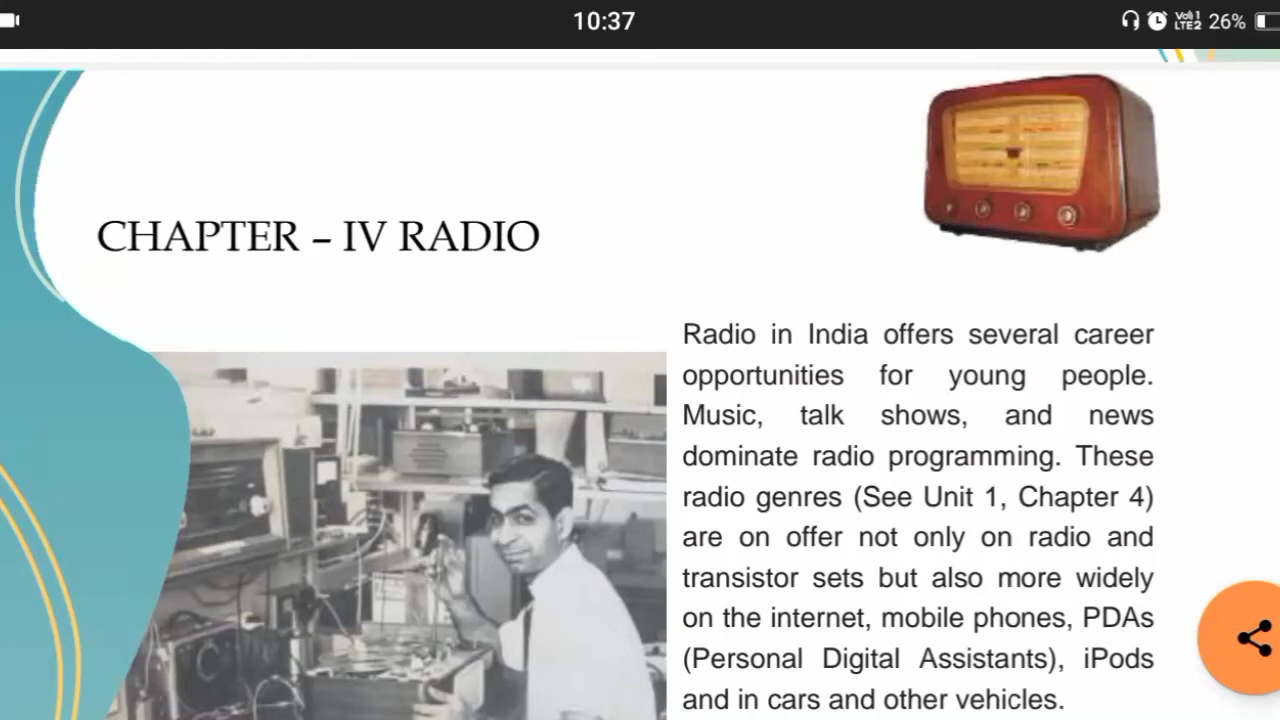 10:37
Vo)) 1
LTE2
26%
CHAPTER – IV RADIO
Radio in India offers several career
opportunities for young people.
Music, talk shows, and news
dominate radio programming. These
radio genres (See Unit 1, Chapter 4)
are on offer not only on radio and
transistor sets but also more widely
on the internet, mobile phones, PDAs
(Personal Digital Assistants), iPods
and in cars and other vehicles.